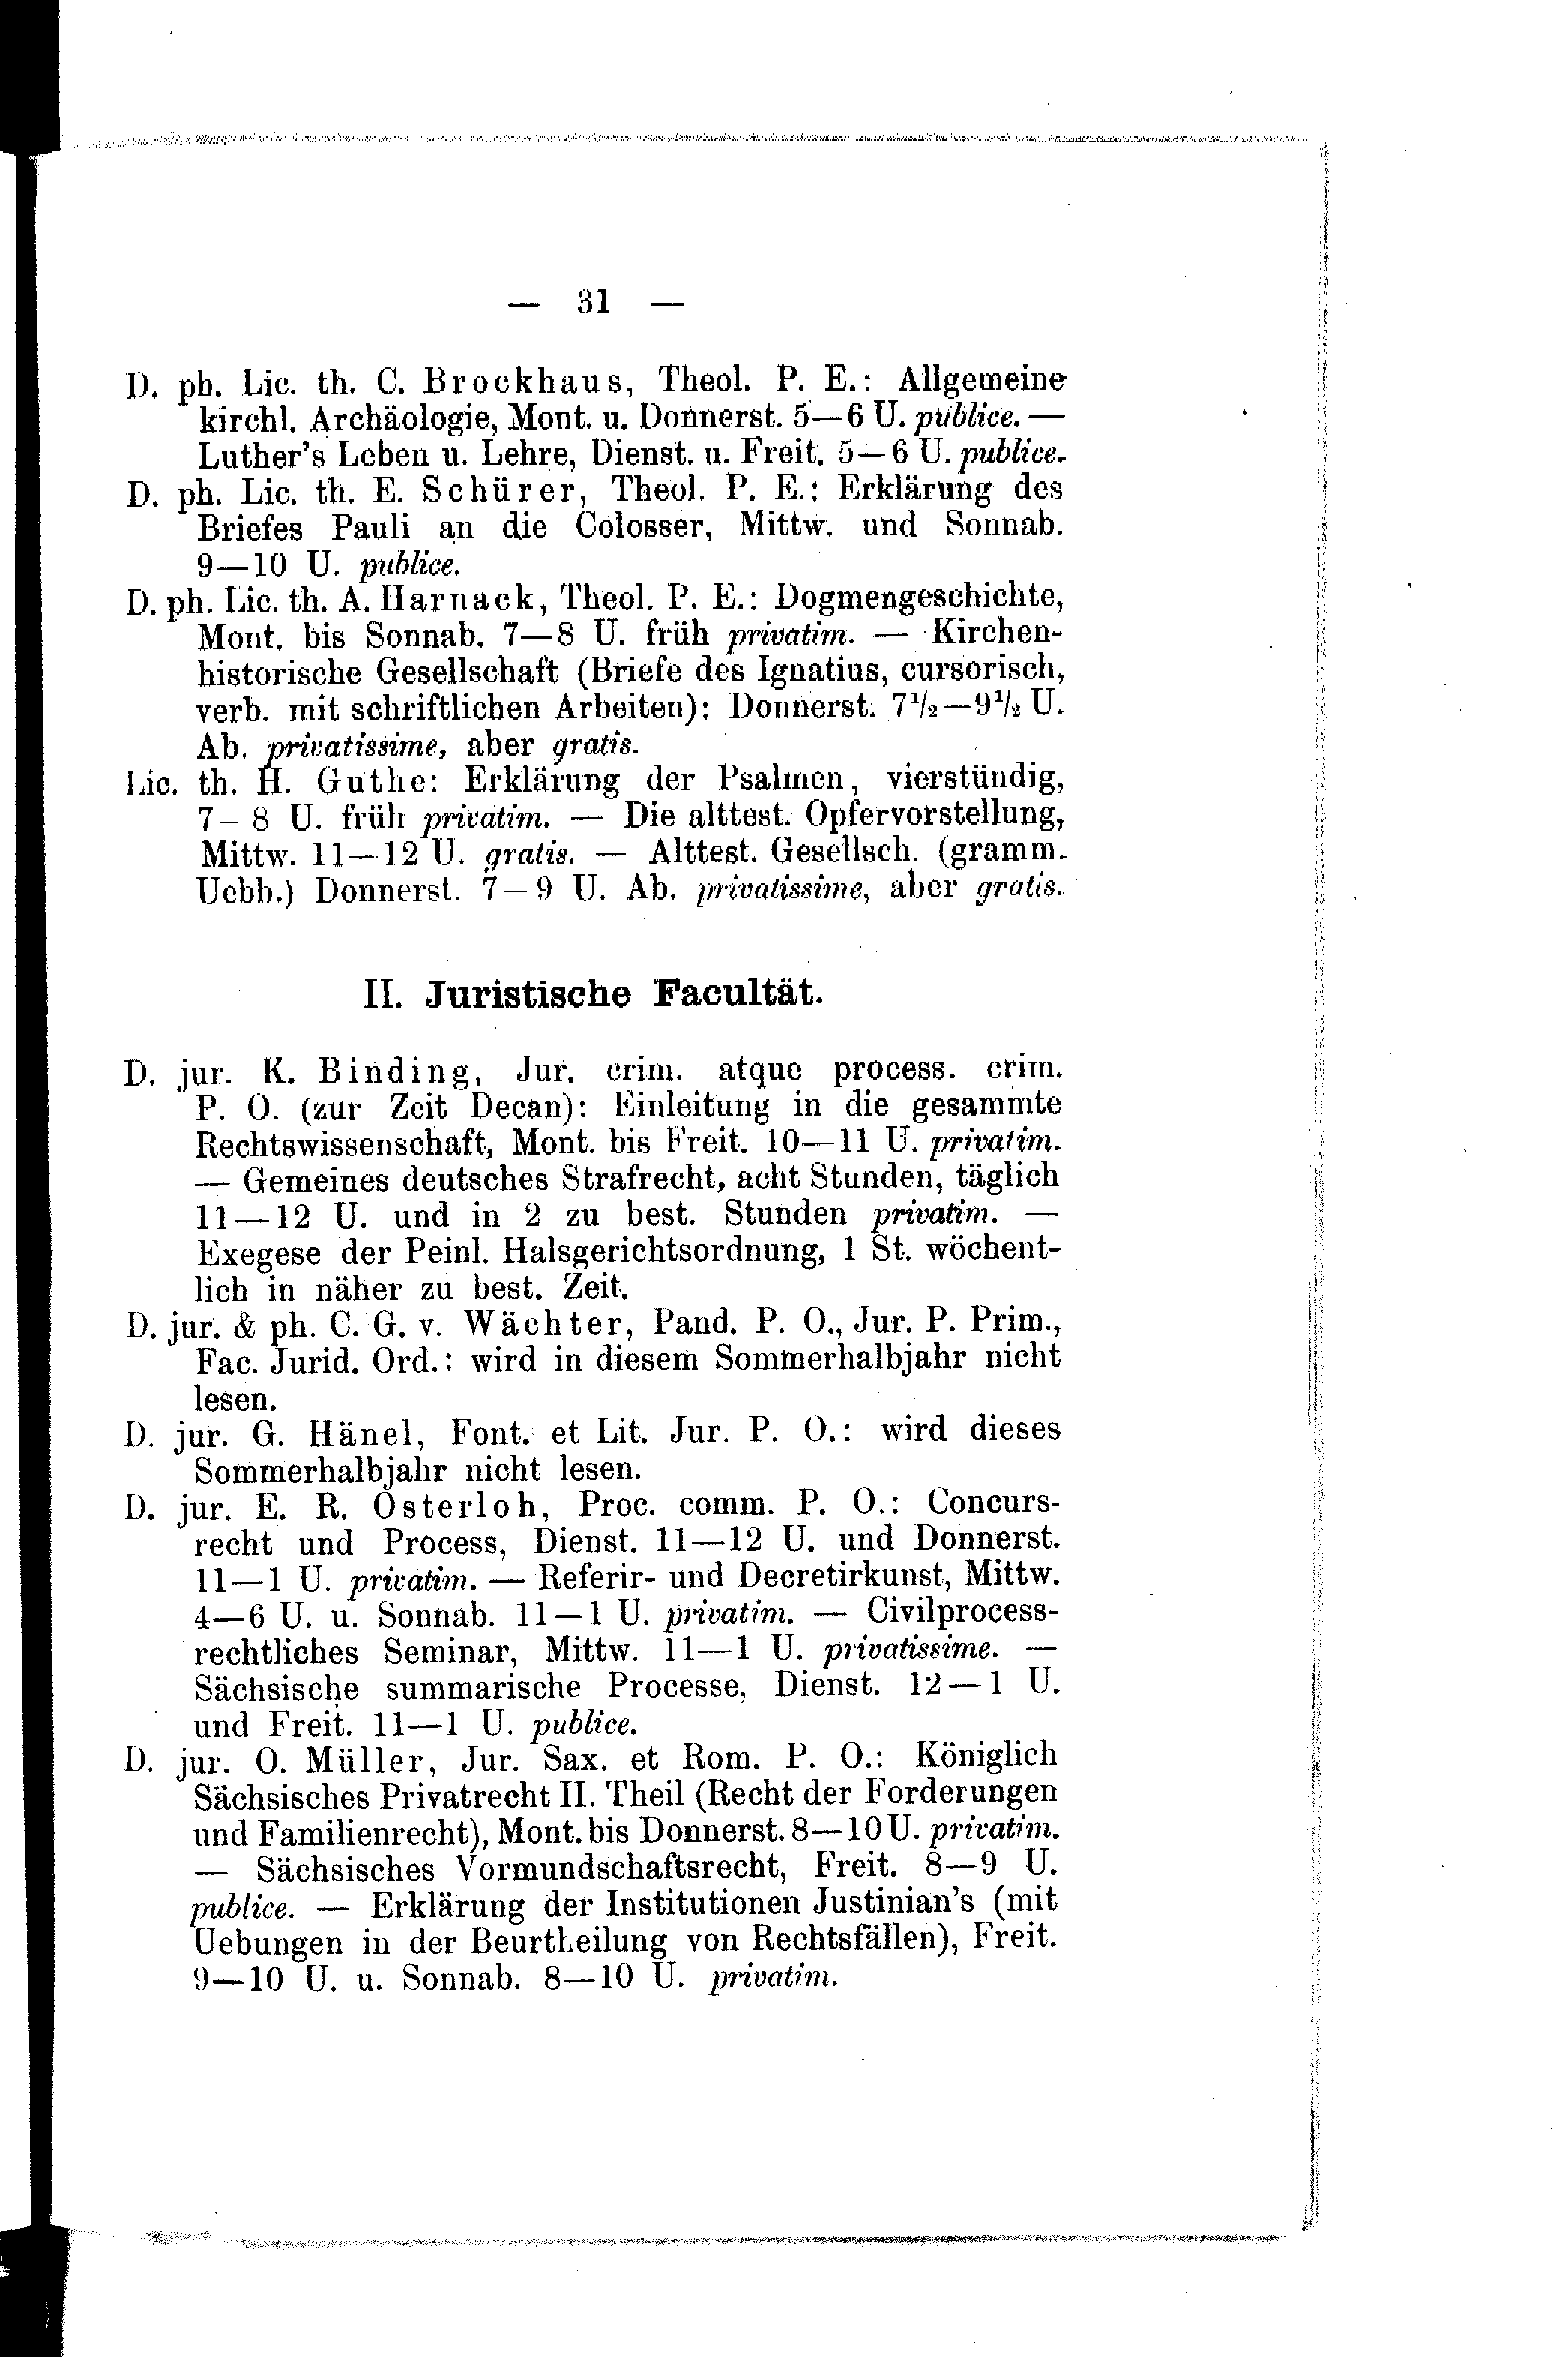 — 31 —
D. ph. Lic. th. C. Brockhaus, Theol. P. E.: Allgemeine
kirchl. Archäologie, Mont. u. Donnerst. 5—6 U. publice. —
Luther's Leben u. Lehre, Dienst. u. Freit. 5—6 U. publice.
D. ph. Lic. th. E. Schürer, Theol. P. E.: Erklärung des
Briefes Pauli an die Colosser, Mittw. und Sonnab.
9—10 U. publice.
D. ph. Lic. th. A. Harnack, Theol. P. E.: Dogmengeschichte,
Mont. bis Sonnab. 7—8 U. früh privatim. — Kirchen-
historische Gesellschaft (Briefe des Ignatius, cursorisch,
verb. mit schriftlichen Arbeiten): Donnerst. 7½—9½ U.
Ab. privatissime, aber gratis.
Lic. th. H. Guthe: Erklärung der Psalmen, vierstündig,
7–8 U. früh privatim. — Die alttest. Opfervorstellung,
Mittw. 11—12 U. gratis. — Alttest. Gesellsch. (gramm.
Uebb.) Donnerst. 7—9 U. Ab. privatissime, aber gratis.
II. Juristische Facultät.
D. jur. K. Binding, Jur. crim. atque process. crim.
P. O. (zur Zeit Decan): Einleitung in die gesammte
Rechtswissenschaft, Mont. bis Freit. 10—11 U. privatim.
— Gemeines deutsches Strafrecht, acht Stunden, täglich
11—12 U. und in 2 zu best. Stunden privatim. —
Exegese der Peinl. Halsgerichtsordnung, 1 St. wöchent-
lich in näher zu best. Zeit.
D. jur. & ph. C. G. v. Wächter, Pand. P. O., Jur. P. Prim.,
Fac. Jurid. Ord.: wird in diesem Sommerhalbjahr nicht
lesen.
D. jur. G. Hänel, Font. et Lit. Jur. P. O.: wird dieses
Sommerhalbjahr nicht lesen.
D. jur. E. R. Osterloh, Proc. comm. P. O.: Concurs-
recht und Process, Dienst. 11—12 U. und Donnerst.
11—1 U. privatim. — Referir- und Decretirkunst, Mittw.
4—6 U. u. Sonnab. 11—1 U. privatim. — Civilprocess-
rechtliches Seminar, Mittw. 11—1 U. privatissime. —
Sächsische summarische Processe, Dienst. 12—1 U.
und Freit. 11—1 U. publice.
D. jur. O. Müller, Jur. Sax. et Rom. P. O.: Königlich
Sächsisches Privatrecht II. Theil (Recht der Forderungen
und Familienrecht), Mont. bis Donnerst. 8—10 U. privatim.
— Sächsisches Vormundschaftsrecht, Freit. 8—9 U.
publice. — Erklärung der Institutionen Justinian's (mit
Uebungen in der Beurtheilung von Rechtsfällen), Freit.
9—10 U. u. Sonnab. 8—10 U. privatim.